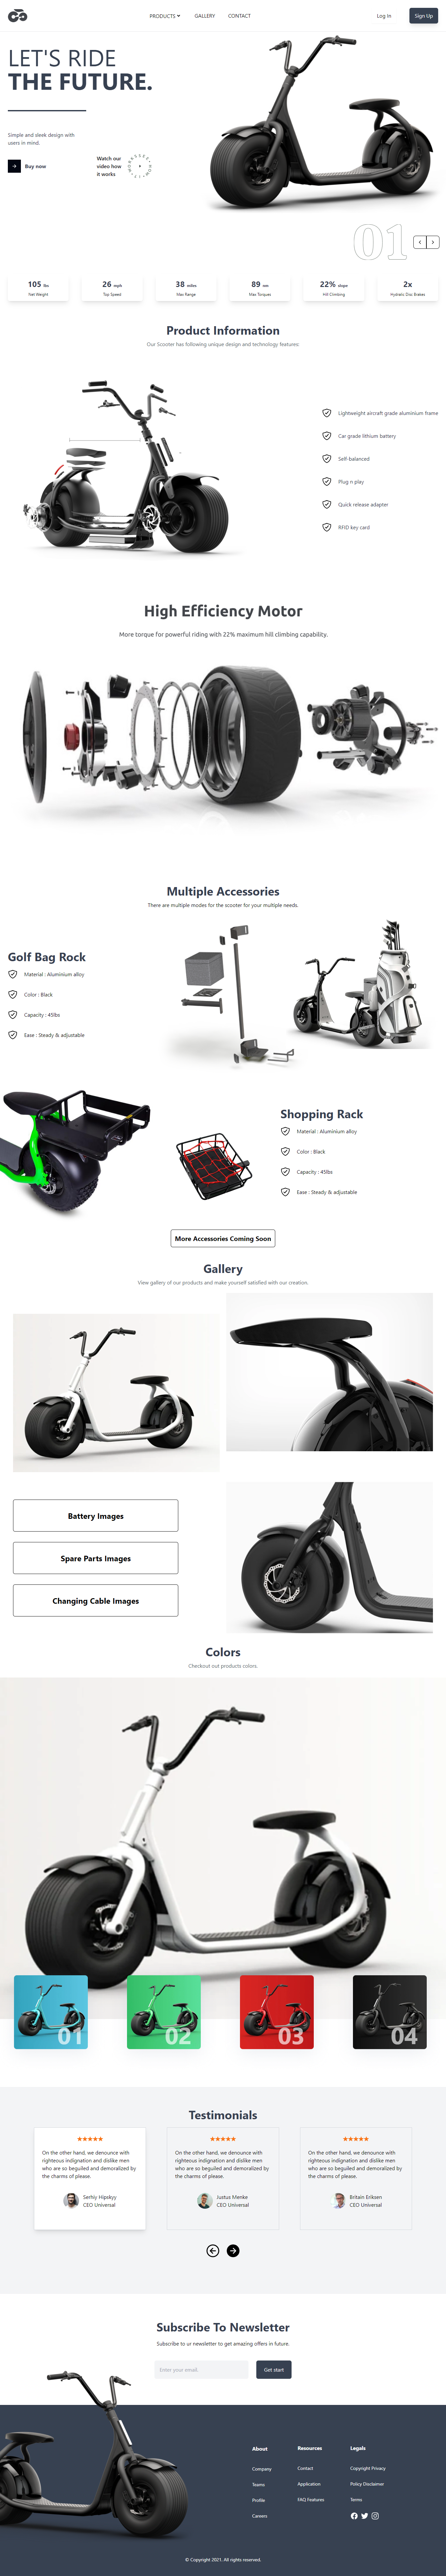 PRODUCTS
GALLERY
CONTACT
Log in
Sign Up
LET'S RIDE
THE FUTURE.
Simple and sleek design with
users in mind.
Buy now
Watch our
video how
it works
01
105 lbs
Net Weight
26 mph
Top Speed
38 miles
Max Range
89 nm
Max Torques
22% slope
Hill Climbing
2x
Hydralic Disc Brakes
Product Information
Our Scooter has following unique design and technology features:
Lightweight aircraft grade aluminium frame
Car grade lithium battery
Self-balanced
Plug n play
Quick release adapter
RFID key card
High Efficiency Motor
More torque for powerful riding with 22% maximum hill climbing capability.
Multiple Accessories
There are multiple modes for the scooter for your multiple needs.
Golf Bag Rock
Material : Aluminium alloy
Color : Black
Capacity : 45lbs
Ease : Steady & adjustable
Shopping Rack
Material : Aluminium alloy
Color : Black
Capacity : 45lbs
Ease : Steady & adjustable
More Accessories Coming Soon
Gallery
View gallery of our products and make yourself satisfied with our creation.
Battery Images
Spare Parts Images
Changing Cable Images
Colors
Checkout out products colors.
01
02
03
04
Testimonials
On the other hand, we denounce with
righteous indignation and dislike men
who are so beguiled and demoralized by
the charms of please.
Serhiy Hipskyy
CEO Universal
On the other hand, we denounce with
righteous indignation and dislike men
who are so beguiled and demoralized by
the charms of please.
Justus Menke
CEO Universal
On the other hand, we denounce with
righteous indignation and dislike men
who are so beguiled and demoralized by
the charms of please.
Britain Eriksen
CEO Universal
Subscribe To Newsletter
Subscribe to ur newsletter to get amazing offers in future.
Enter your email
Get start
About
Company
Teams
Profile
Careers
Resources
Contact
Application
FAQ Features
Legals
Copyright Privacy
Policy Disclaimer
Terms
© Copyright 2021. All rights reserved.